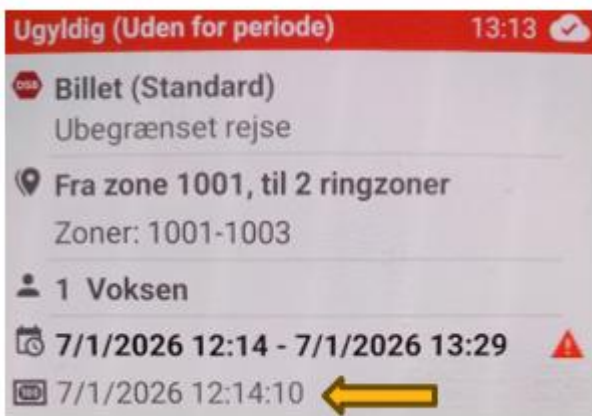 Ugyldig (Uden for periode) 13:13
DSB Billet (Standard)
Ubegrænset rejse
Fra zone 1001, til 2 ringzoner
Zoner: 1001-1003
1 Voksen
7/1/2026 12:14 - 7/1/2026 13:29
7/1/2026 12:14:10